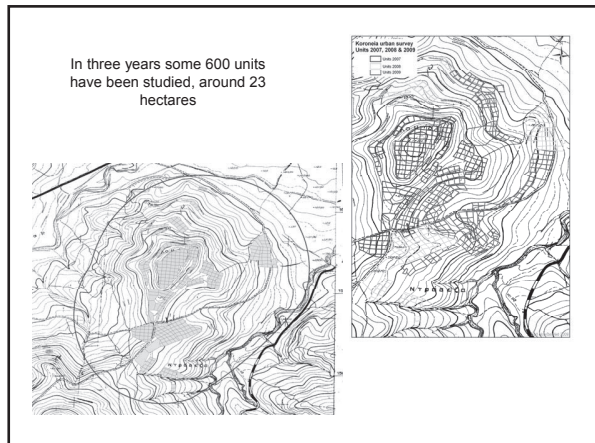 In three years some 600 units
have been studied, around 23
hectares
Koroneia urban survey
Units 2007, 2008 & 2009
Units 2007
Units 2008
Units 2009